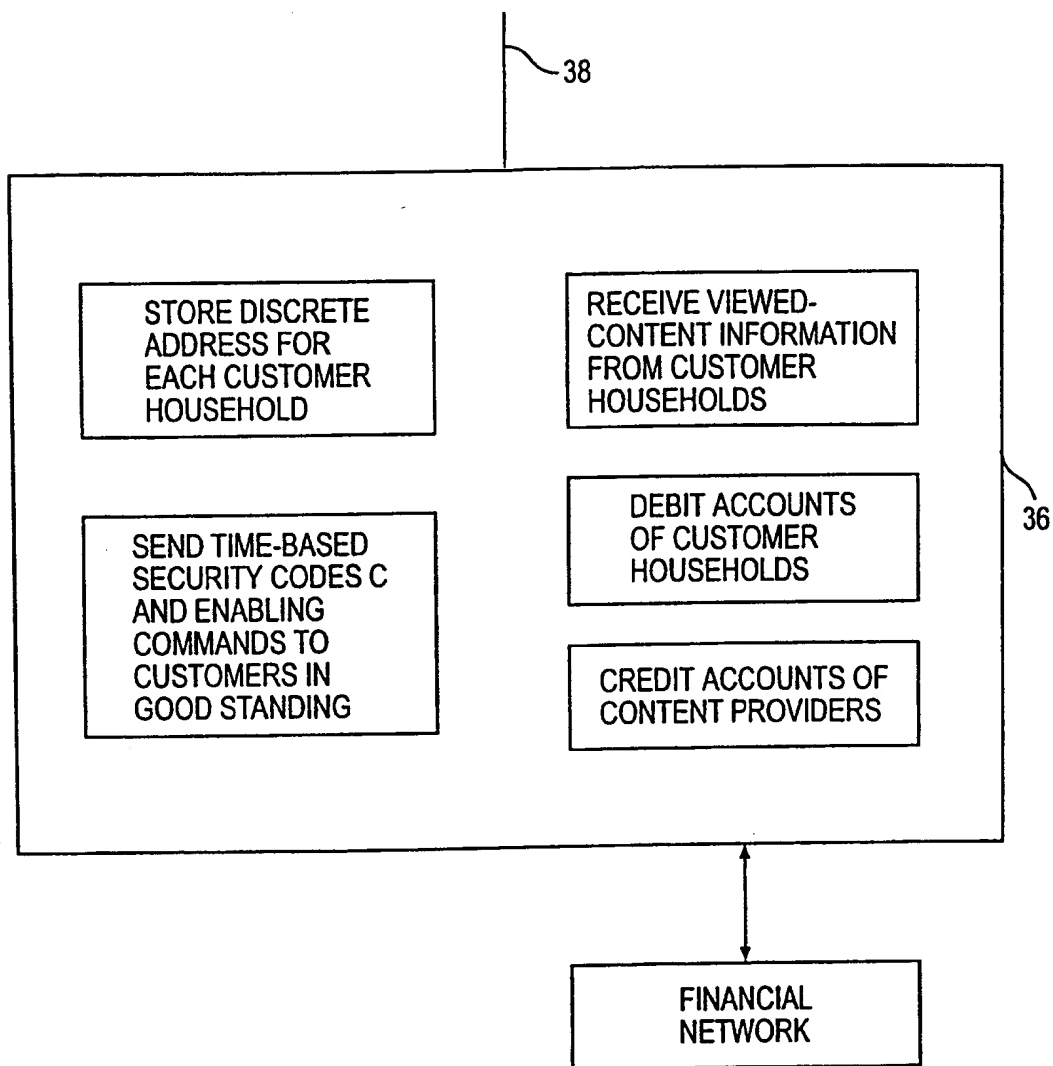 38
STORE DISCRETE
ADDRESS FOR
EACH CUSTOMER
HOUSEHOLD
RECEIVE VIEWED-
CONTENT INFORMATION
FROM CUSTOMER
HOUSEHOLDS
36
SEND TIME-BASED
SECURITY CODES C
AND ENABLING
COMMANDS TO
CUSTOMERS IN
GOOD STANDING
DEBIT ACCOUNTS
OF CUSTOMER
HOUSEHOLDS
CREDIT ACCOUNTS OF
CONTENT PROVIDERS
FINANCIAL
NETWORK